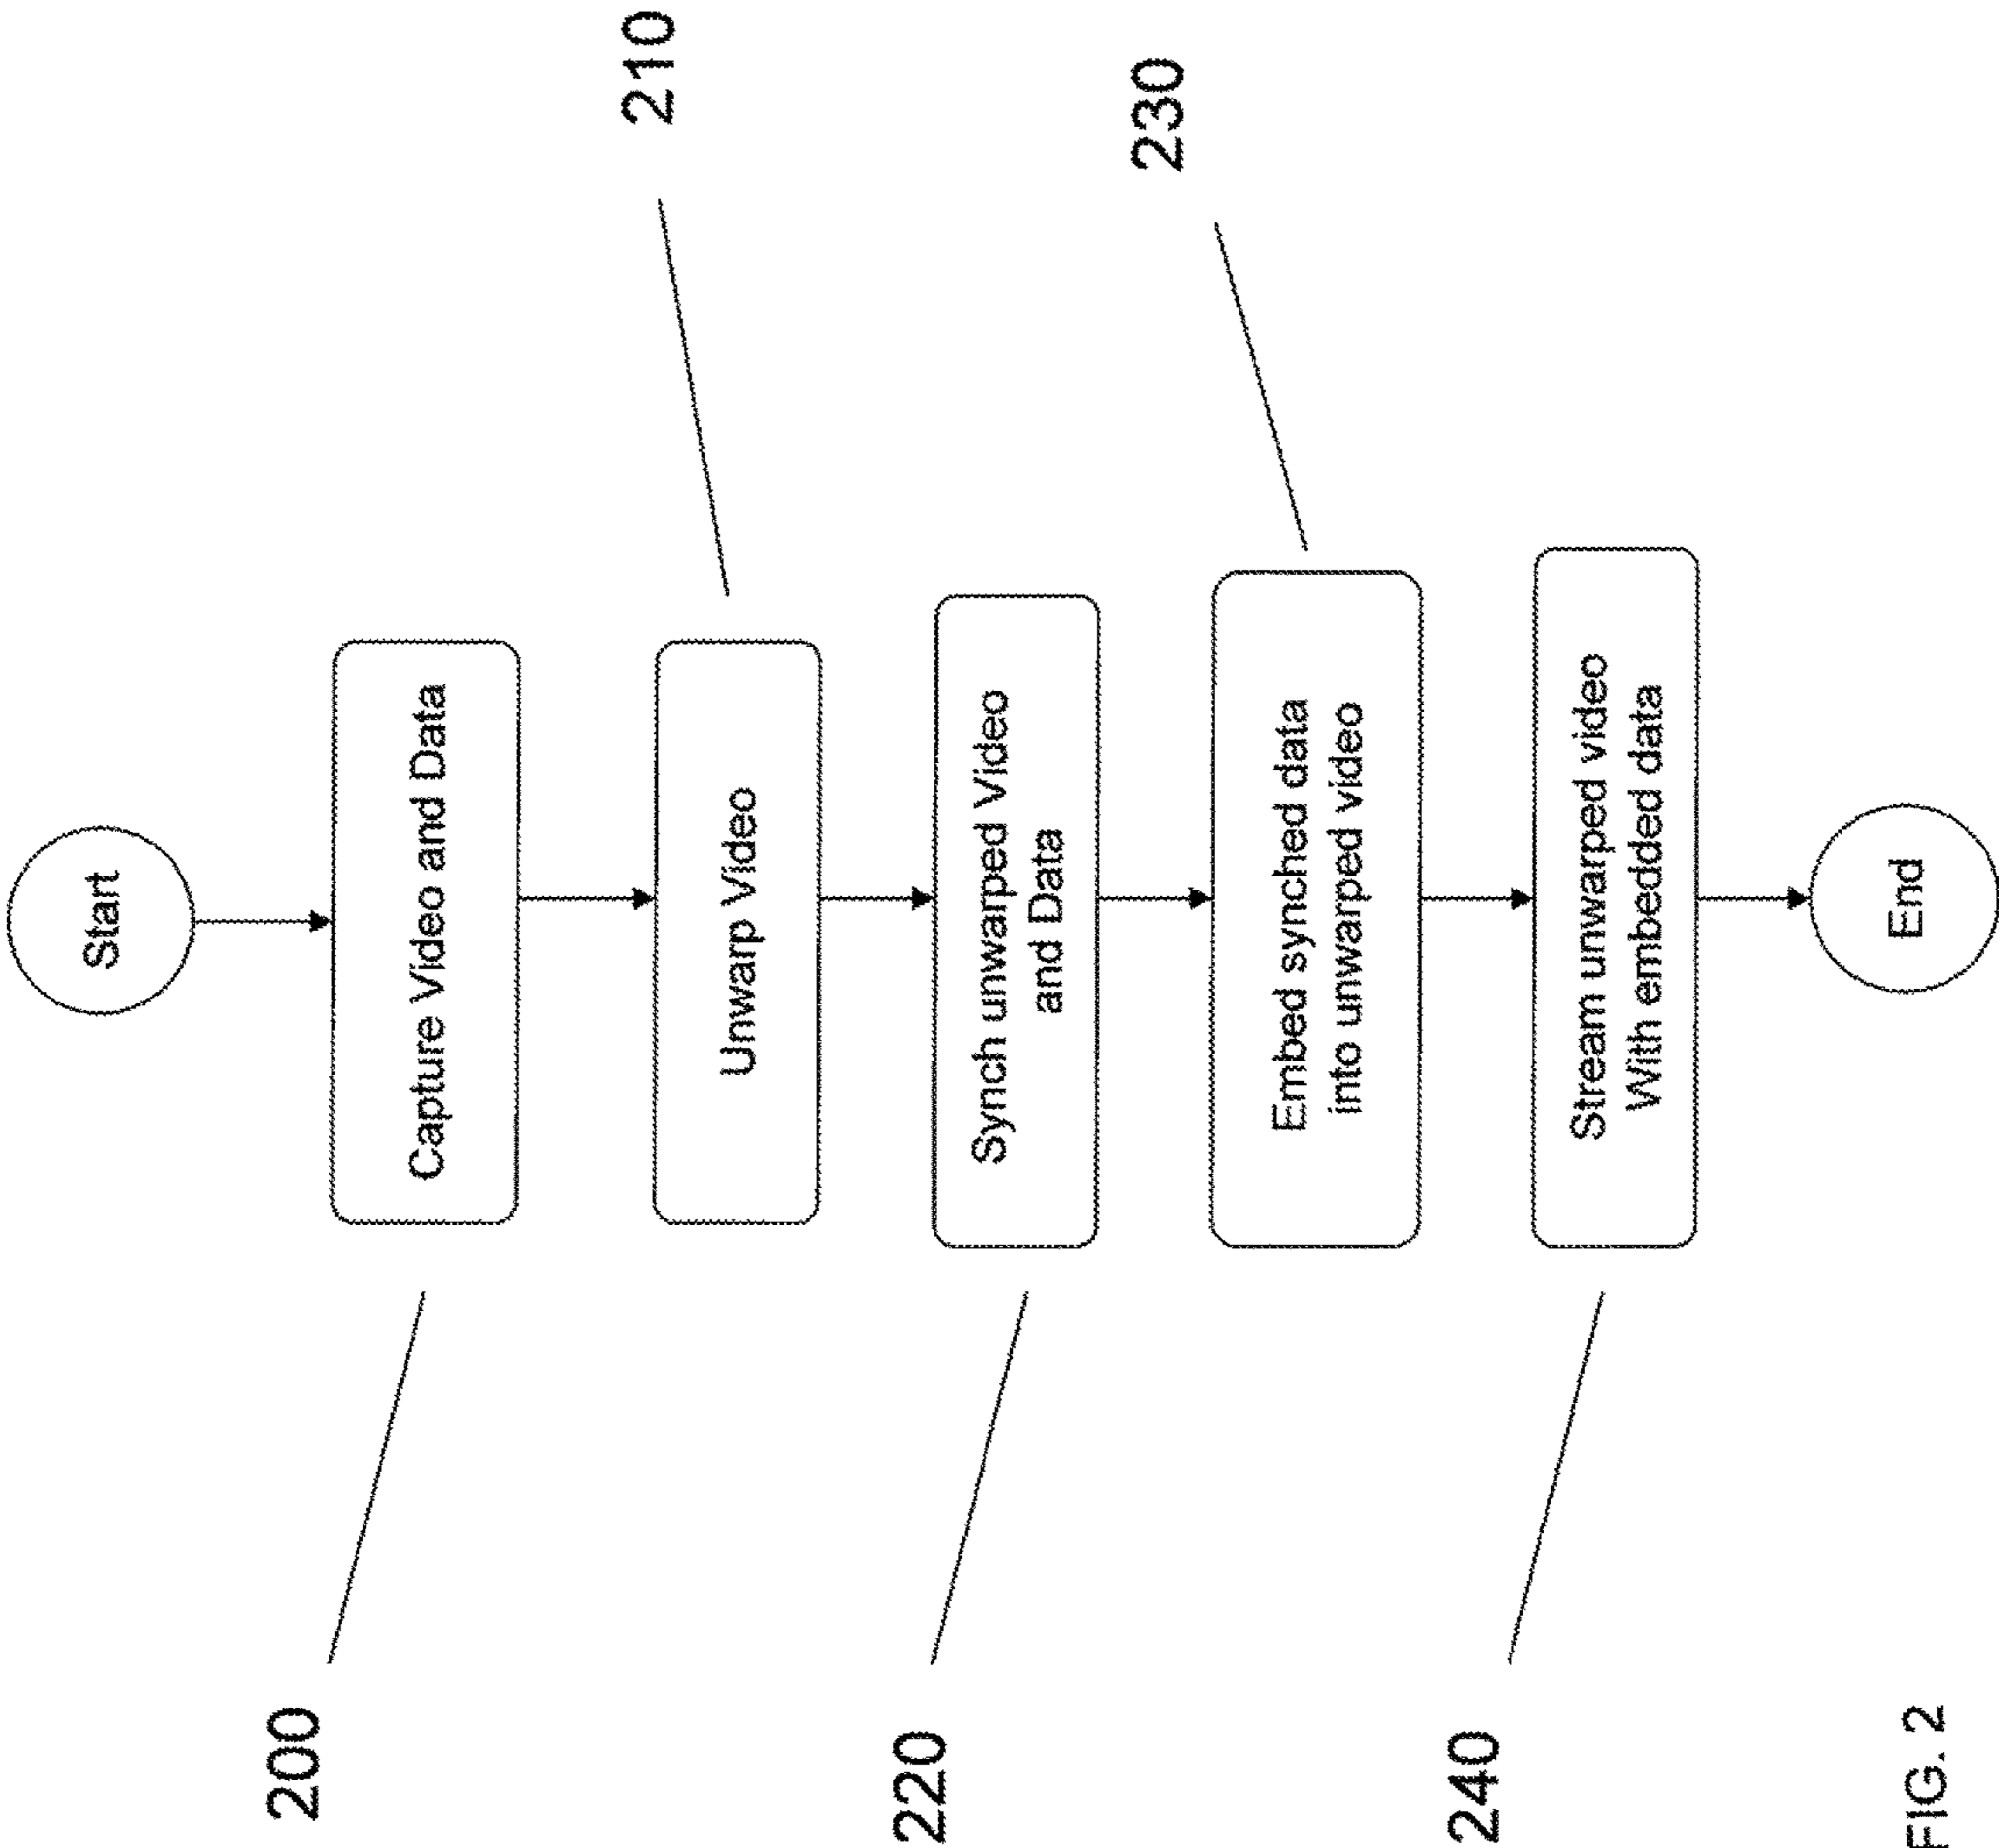 Start
200
Capture Video and Data
210
Unwarp Video
220
Synch unwarped Video
and Data
230
Embed synched data
into unwarped video
240
Stream unwarped video
With embedded data
End
FIG. 2